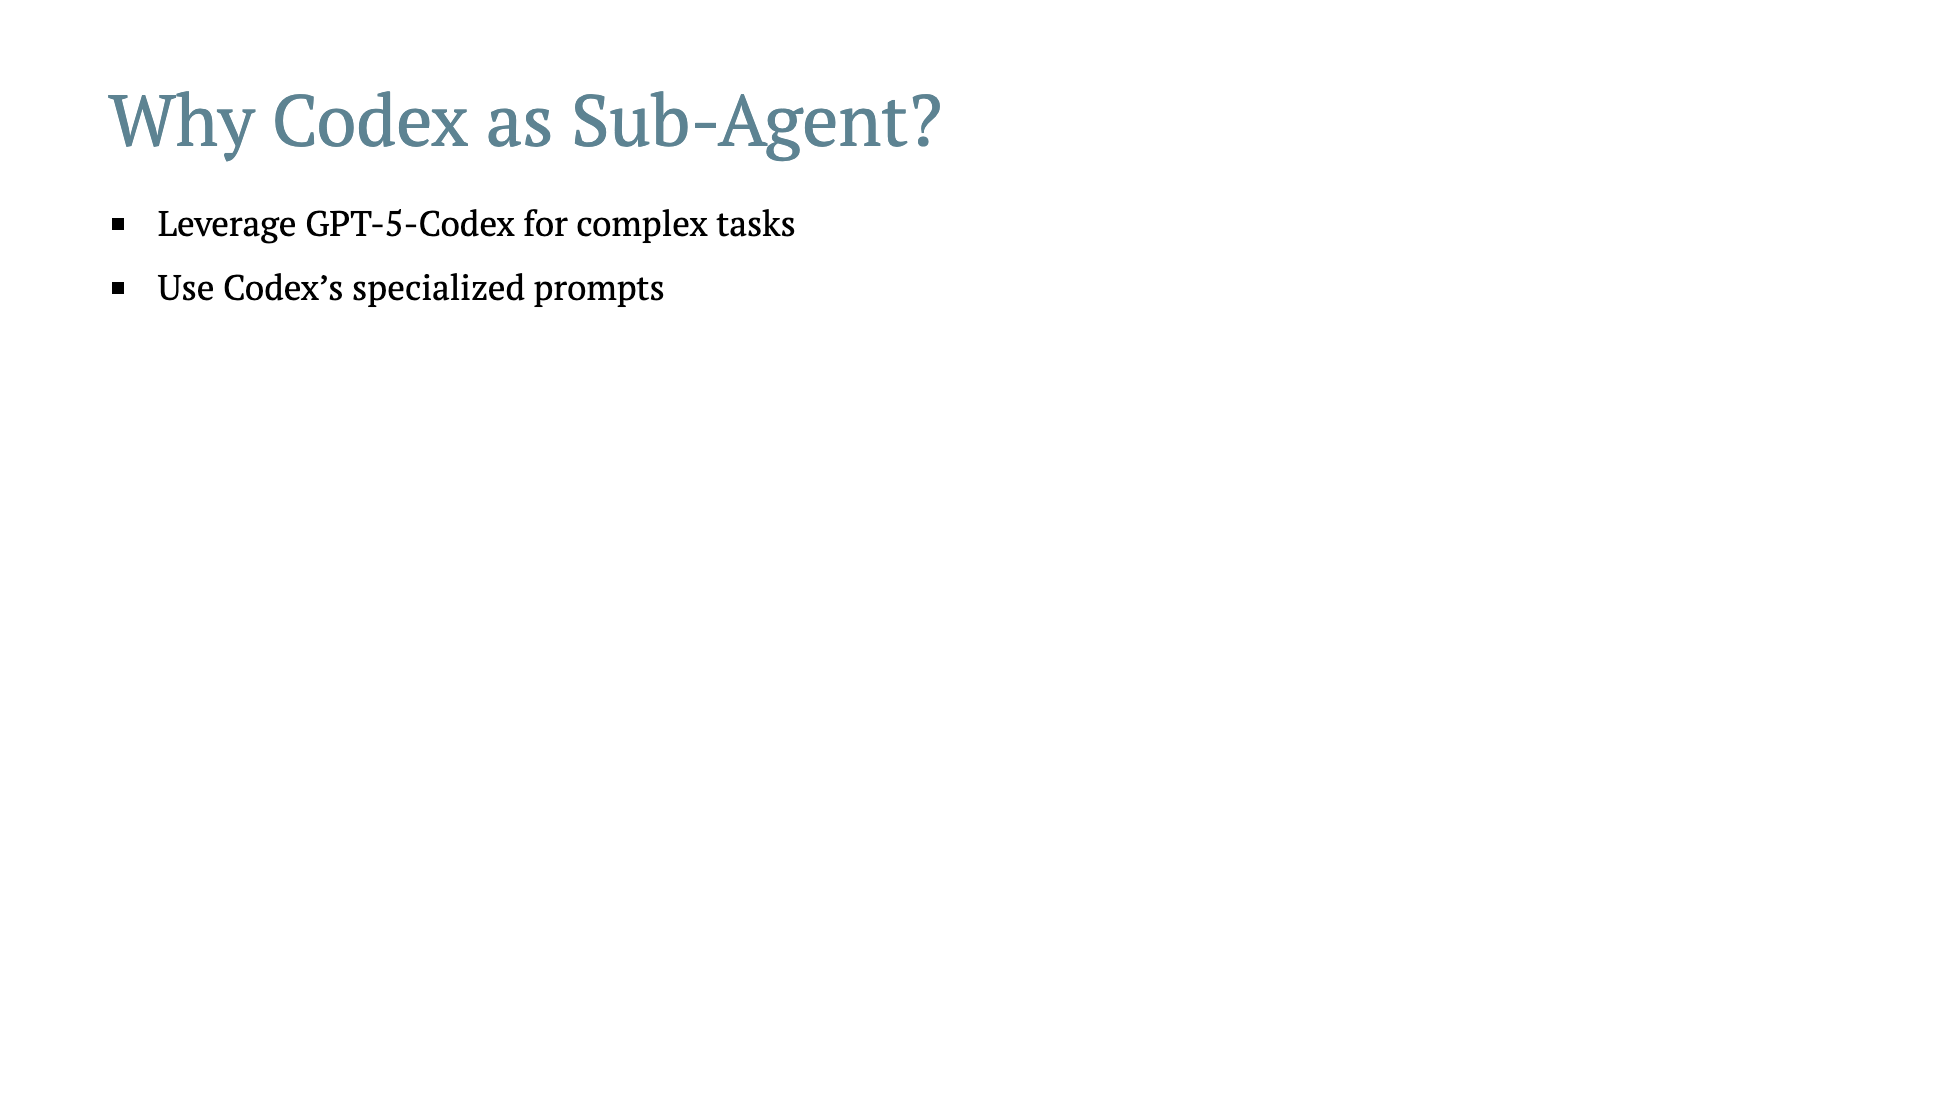 Why Codex as Sub-Agent?
▪ Leverage GPT-5-Codex for complex tasks
▪ Use Codex’s specialized prompts